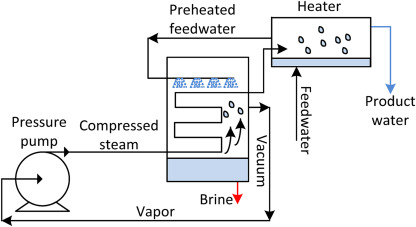 Preheated
feedwater
Heater
Feedwater
Product
water
Pressure
pump
Compressed
steam
Vacuum
Brine
Vapor